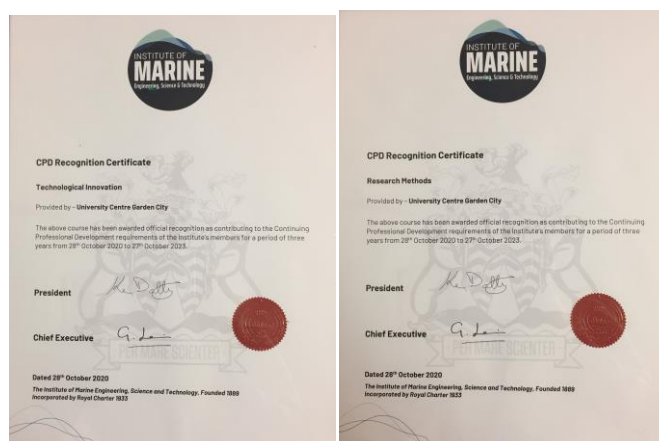 INSTITUTE OF
MARINE
Engineering, Science & Technology
CPD Recognition Certificate
Technological Innovation
Provided by - University Centre Garden City
The above course has been awarded official recognition as contributing to the Continuing
Professional Development requirements of the Institute's members for a period of three
years from 28th October 2020 to 27th October 2023.
President
Chief Executive
PER MARE SCIENTER
Dated 28th October 2020
The Institute of Marine Engineering, Science and Technology, Founded 1889
Incorporated by Royal Charter 1933
INSTITUTE OF
MARINE
Engineering, Science & Technology
CPD Recognition Certificate
Research Methods
Provided by - University Centre Garden City
The above course has been awarded official recognition as contributing to the Continuing
Professional Development requirements of the Institute's members for a period of three
years from 28th October 2020 to 27th October 2023.
President
Chief Executive
PER MARE SCIENTER
Dated 28th October 2020
The Institute of Marine Engineering, Science and Technology, Founded 1889
Incorporated by Royal Charter 1933